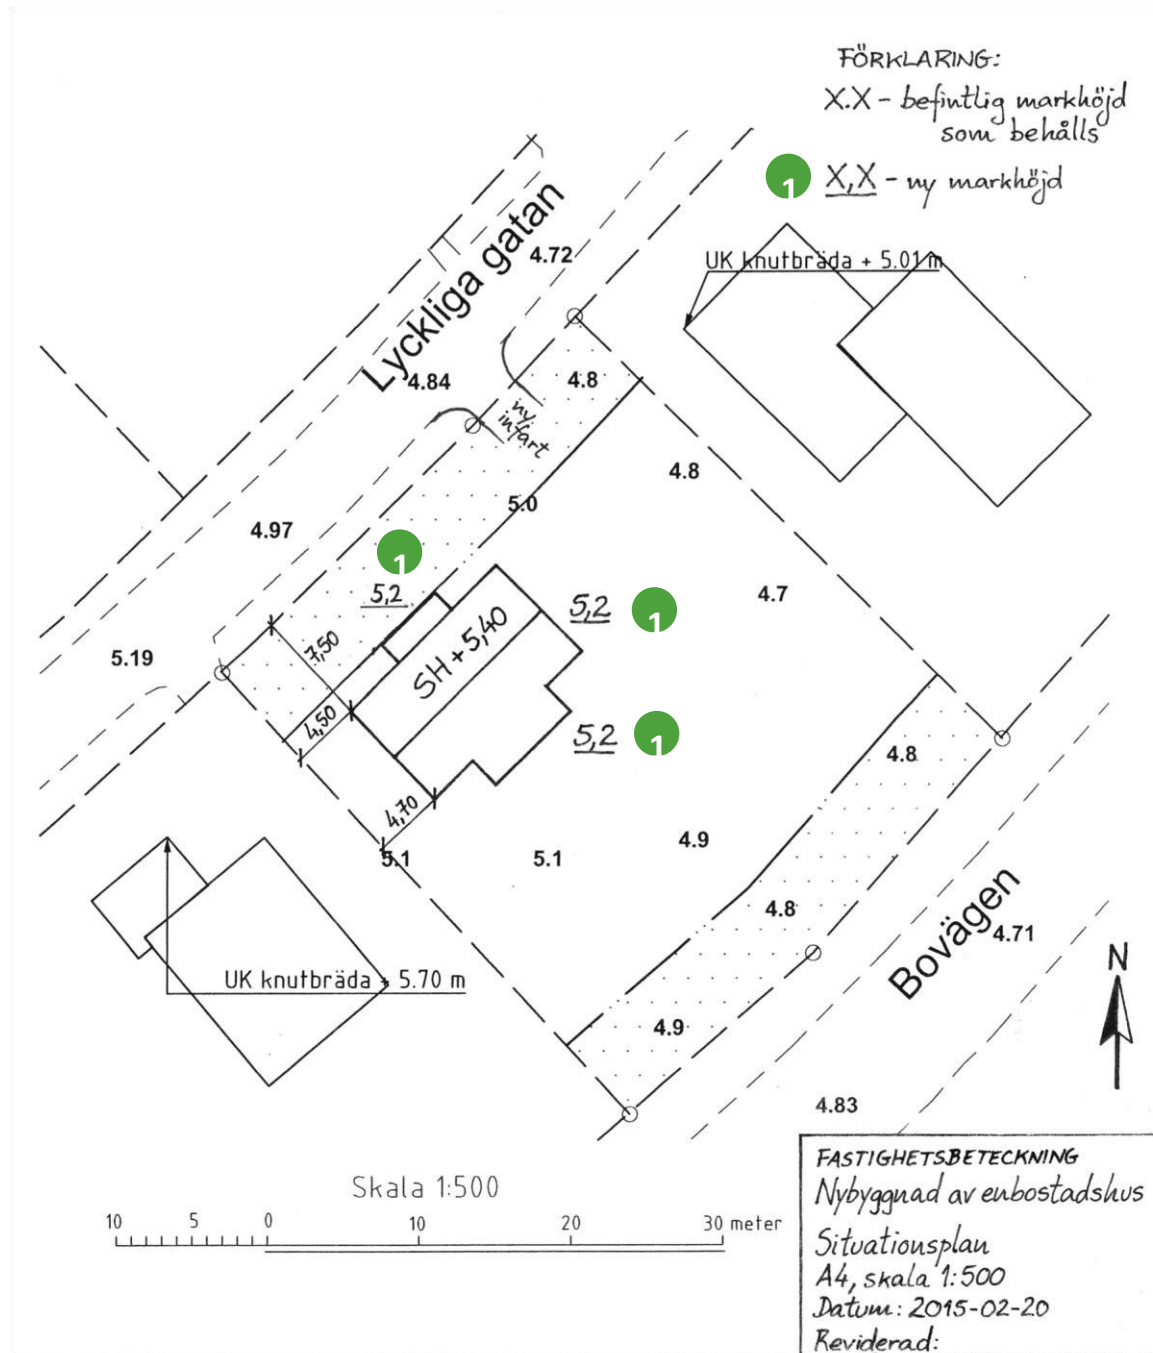 FÖRKLARING:
X.X - befintlig markhöjd
som behålls
1 X,X - ny markhöjd
Lyckliga gatan
4.72
UK knutbräda + 5.01 m
4.84
4.8
ny
infart
4.8
5.0
4.97
1
5,2
5,2 1
4.7
7,50
SH + 5,40
5.19
4,50
5,2 1
4.8
4,70
4.9
5.1
5.1
4.8
Bovägen
4.71
UK knutbräda + 5.70 m
N
4.9
4.83
Skala 1:500
10 5 0 10 20 30 meter
FASTIGHETSBETECKNING
Nybyggnad av enbostadshus
Situationsplan
A4, skala 1:500
Datum: 2015-02-20
Reviderad: